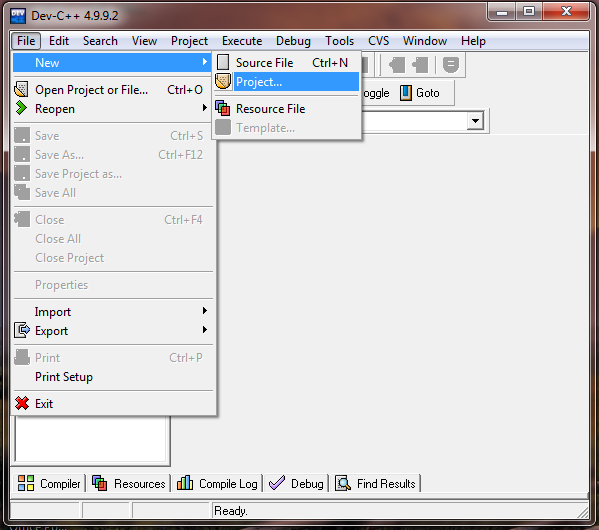 Dev-C++ 4.9.9.2
File Edit Search View Project Execute Debug Tools CVS Window Help
New
Source File Ctrl+N
Project...
Resource File
Template...
Open Project or File... Ctrl+O
Reopen
Goto
Save Ctrl+S
Save As... Ctrl+F12
Save Project as...
Save All
Close Ctrl+F4
Close All
Close Project
Properties
Import
Export
Print Ctrl+P
Print Setup
Exit
Compiler Resources Compile Log Debug Find Results
Ready.